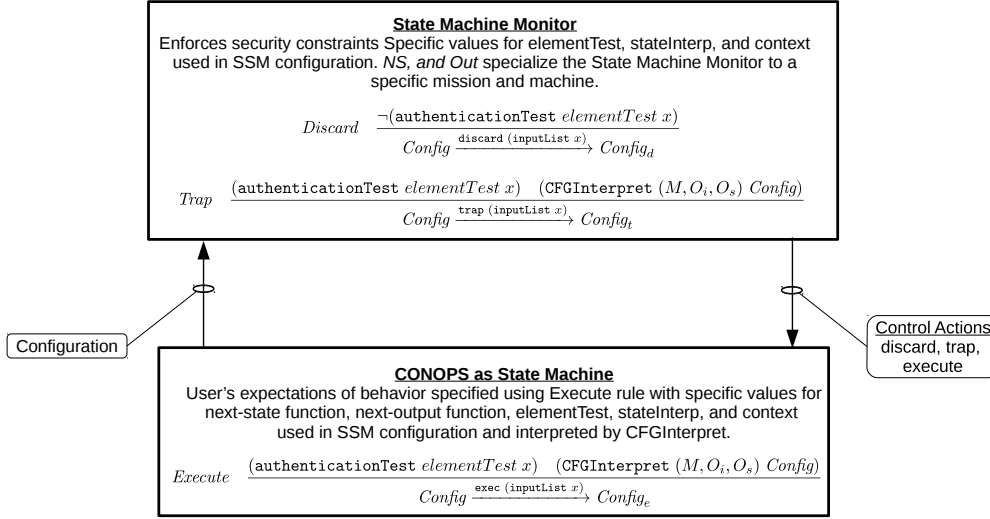 State Machine Monitor
Enforces security constraints Specific values for elementTest, stateInterp, and context
used in SSM configuration. NS, and Out specialize the State Machine Monitor to a
specific mission and machine.
¬(authenticationTest elementTest x)
Discard
discard (inputList x)
Config → Config_d
(authenticationTest elementTest x) (CFGInterpret (M, O_i, O_s) Config)
Trap
trap (inputList x)
Config → Config_t
Configuration
Control Actions
discard, trap,
execute
CONOPS as State Machine
User's expectations of behavior specified using Execute rule with specific values for
next-state function, next-output function, elementTest, stateInterp, and context
used in SSM configuration and interpreted by CFGInterpret.
(authenticationTest elementTest x) (CFGInterpret (M, O_i, O_s) Config)
Execute
exec (inputList x)
Config → Config_e